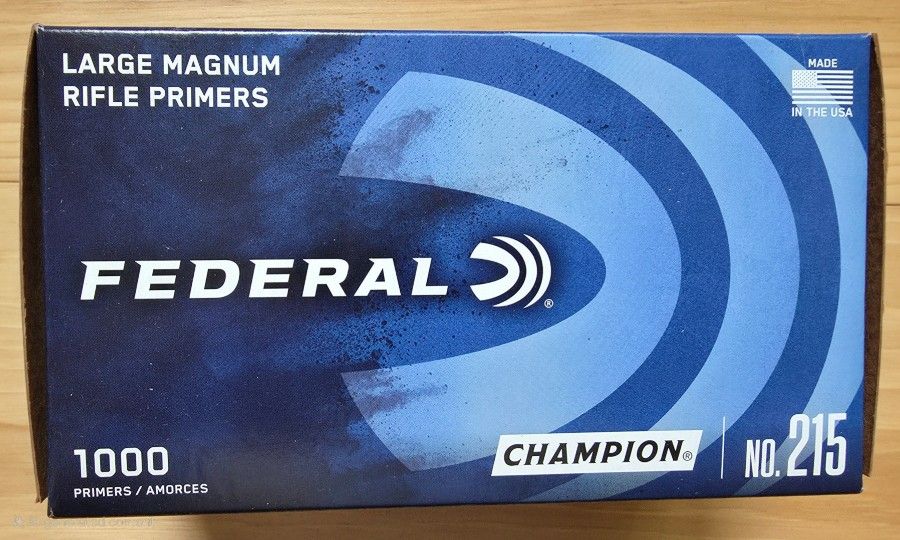 LARGE MAGNUM
RIFLE PRIMERS
MADE
IN THE USA
FEDERAL®
1000
PRIMERS / AMORCES
CHAMPION®
NO. 215